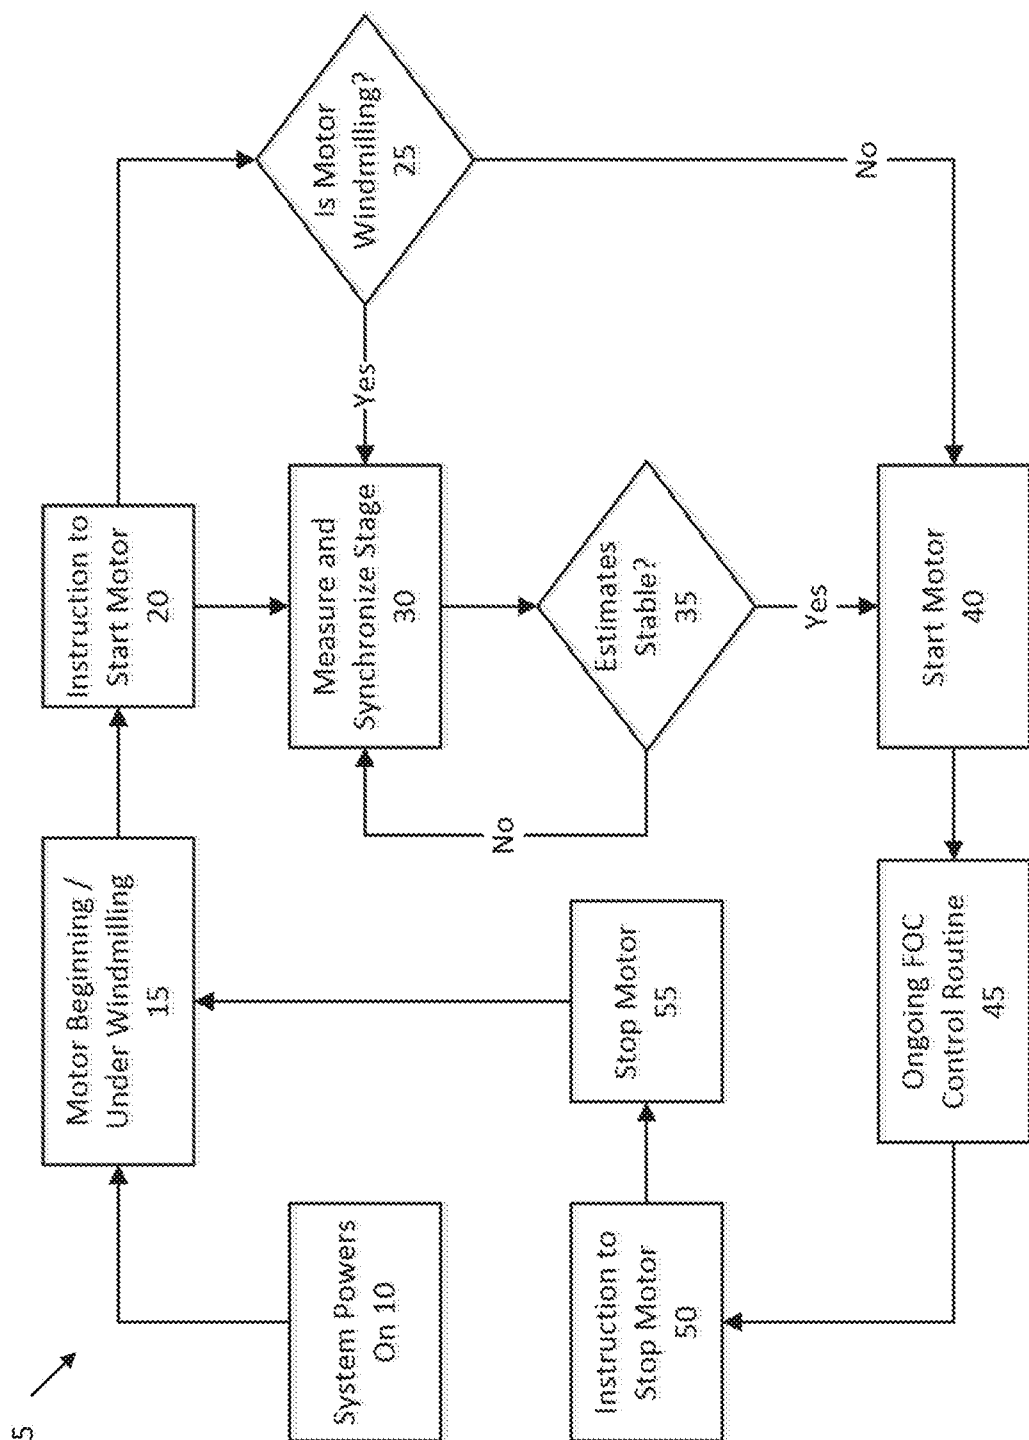 5
System Powers
On 10
Motor Beginning /
Under Windmilling
15
Instruction to
Start Motor
20
Is Motor
Windmilling?
25
Yes
No
Measure and
Synchronize Stage
30
Estimates
Stable?
35
No
Yes
Start Motor
40
Ongoing FOC
Control Routine
45
Instruction to
Stop Motor
50
Stop Motor
55